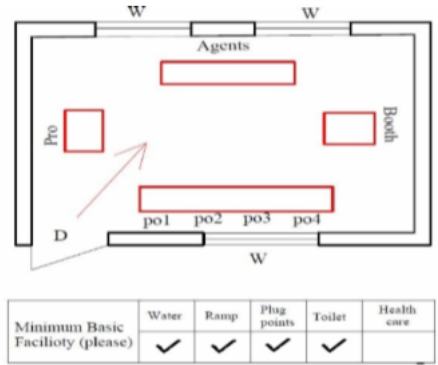 W
W
Agents
Pro
Booth
po1 po2 po3 po4
D
W
Minimum Basic
Facilioty (please)
Water
Ramp
Plug
points
Toilet
Health
care
✓ ✓ ✓ ✓